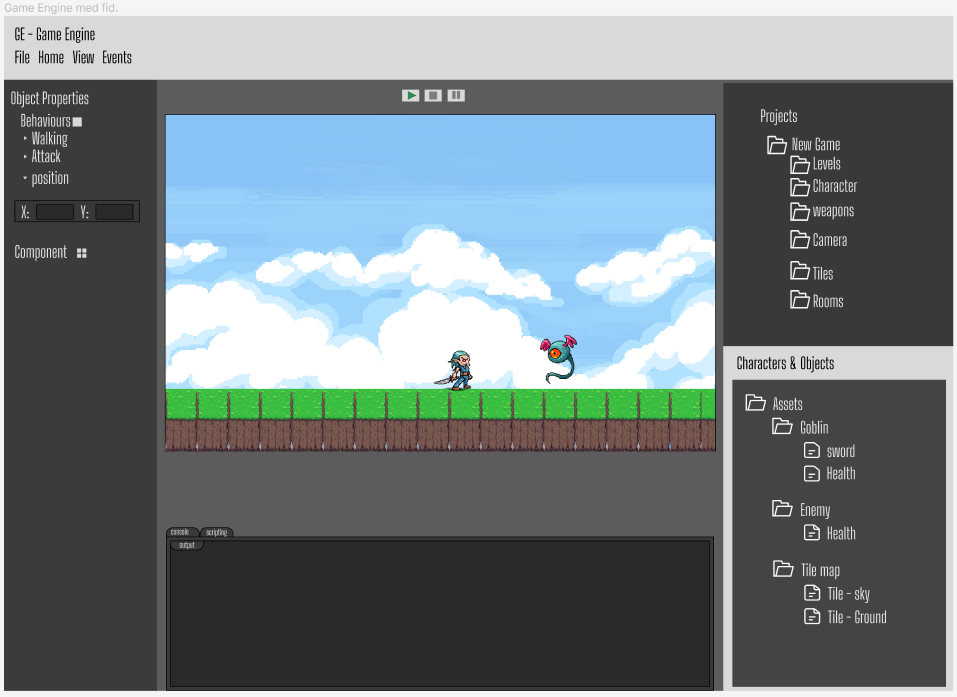 Game Engine med fid.
GE - Game Engine
File Home View Events
Object Properties
Behaviours
Walking
Attack
position
X: Y:
Component
Projects
New Game
Levels
Character
weapons
Camera
Tiles
Rooms
Characters & Objects
Assets
Goblin
sword
Health
Enemy
Health
Tile map
Tile - sky
Tile - Ground
console scripting
output